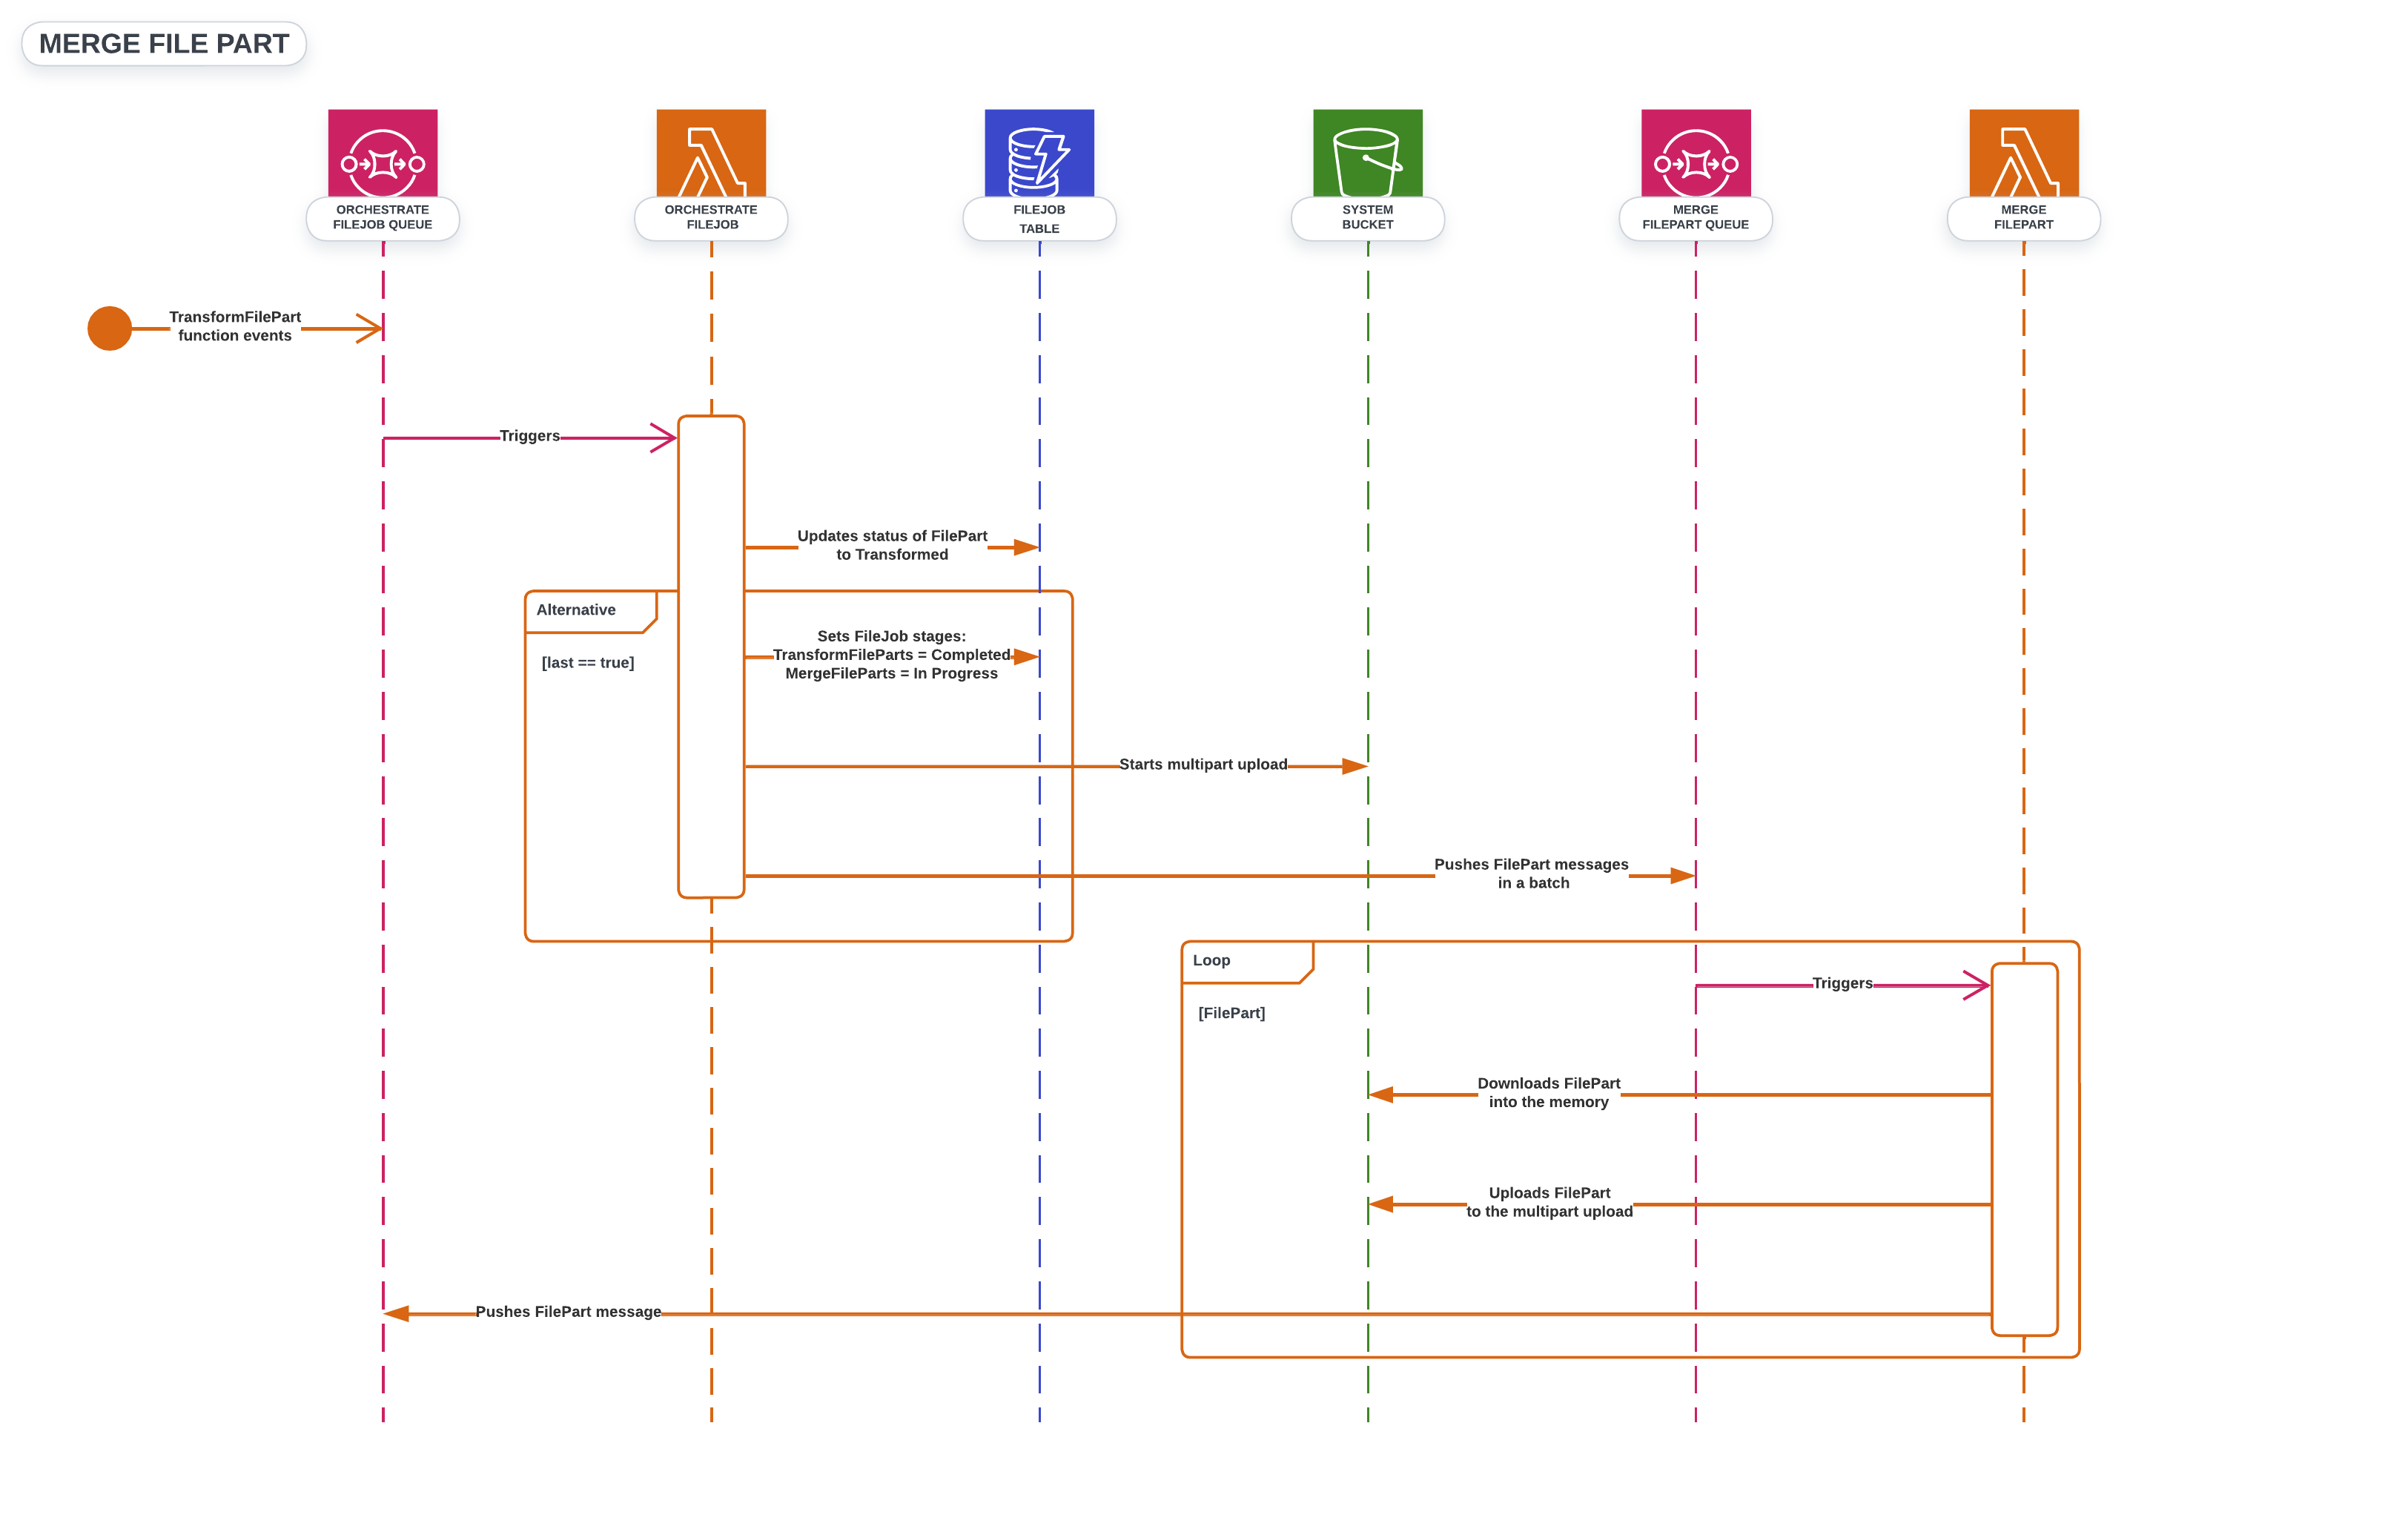 MERGE FILE PART
ORCHESTRATE
FILEJOB QUEUE
ORCHESTRATE
FILEJOB
FILEJOB
TABLE
SYSTEM
BUCKET
MERGE
FILEPART QUEUE
MERGE
FILEPART
TransformFilePart
function events
Triggers
Updates status of FilePart
to Transformed
Alternative
[last == true]
Sets FileJob stages:
TransformFileParts = Completed
MergeFileParts = In Progress
Starts multipart upload
Pushes FilePart messages
in a batch
Loop
[FilePart]
Triggers
Downloads FilePart
into the memory
Uploads FilePart
to the multipart upload
Pushes FilePart message